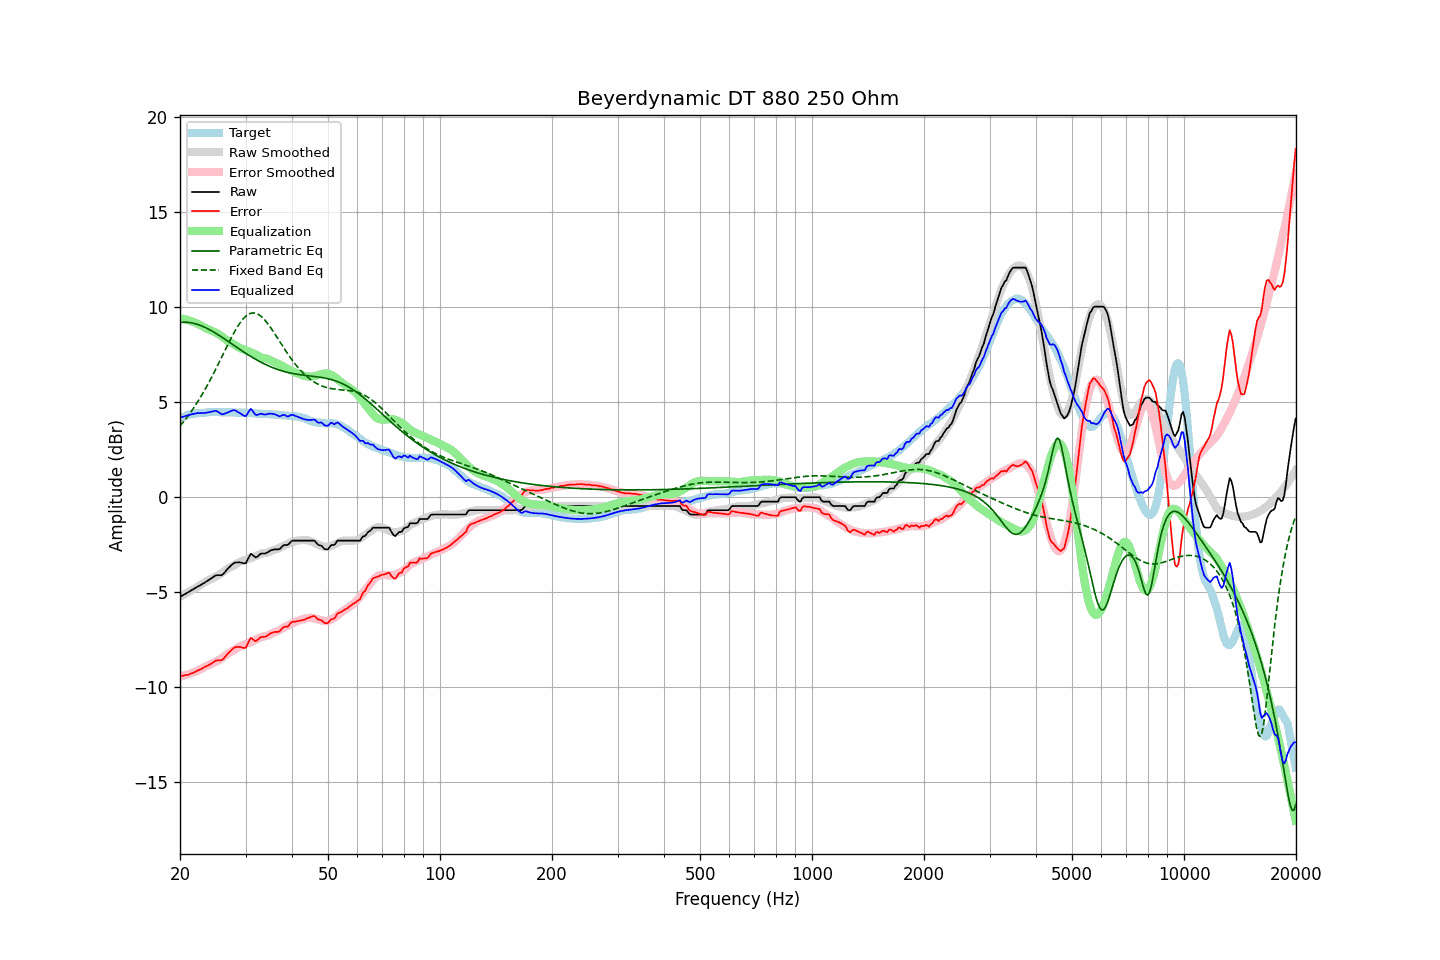 Beyerdynamic DT 880 250 Ohm
Target
Raw Smoothed
Error Smoothed
Raw
Error
Equalization
Parametric Eq
Fixed Band Eq
Equalized
Amplitude (dBr)
20
15
10
5
0
−5
−10
−15
20 50 100 200 500 1000 2000 5000 10000 20000
Frequency (Hz)